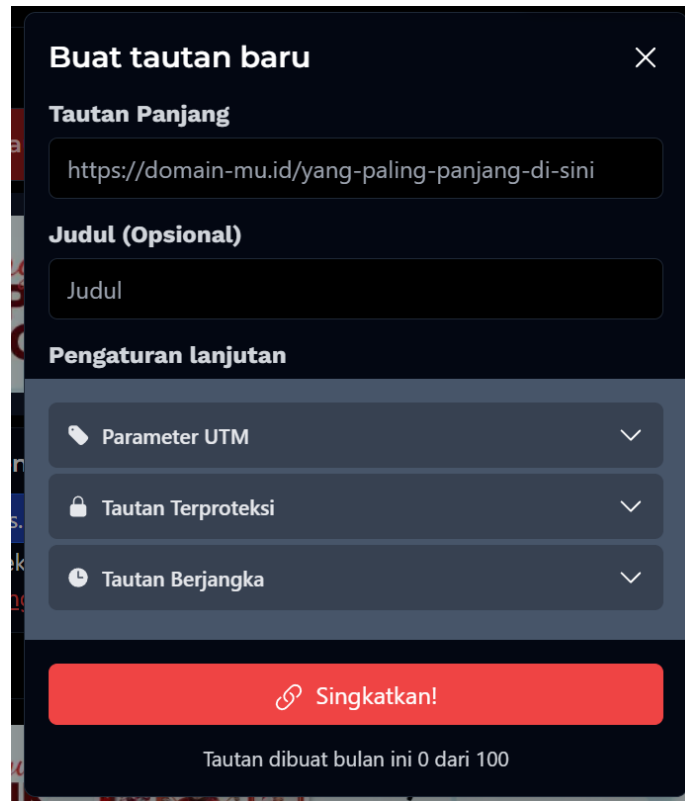 Buat tautan baru
Tautan Panjang
https://domain-mu.id/yang-paling-panjang-di-sini
Judul (Opsional)
Judul
Pengaturan lanjutan
Parameter UTM
Tautan Terproteksi
Tautan Berjangka
Singkatkan!
Tautan dibuat bulan ini 0 dari 100